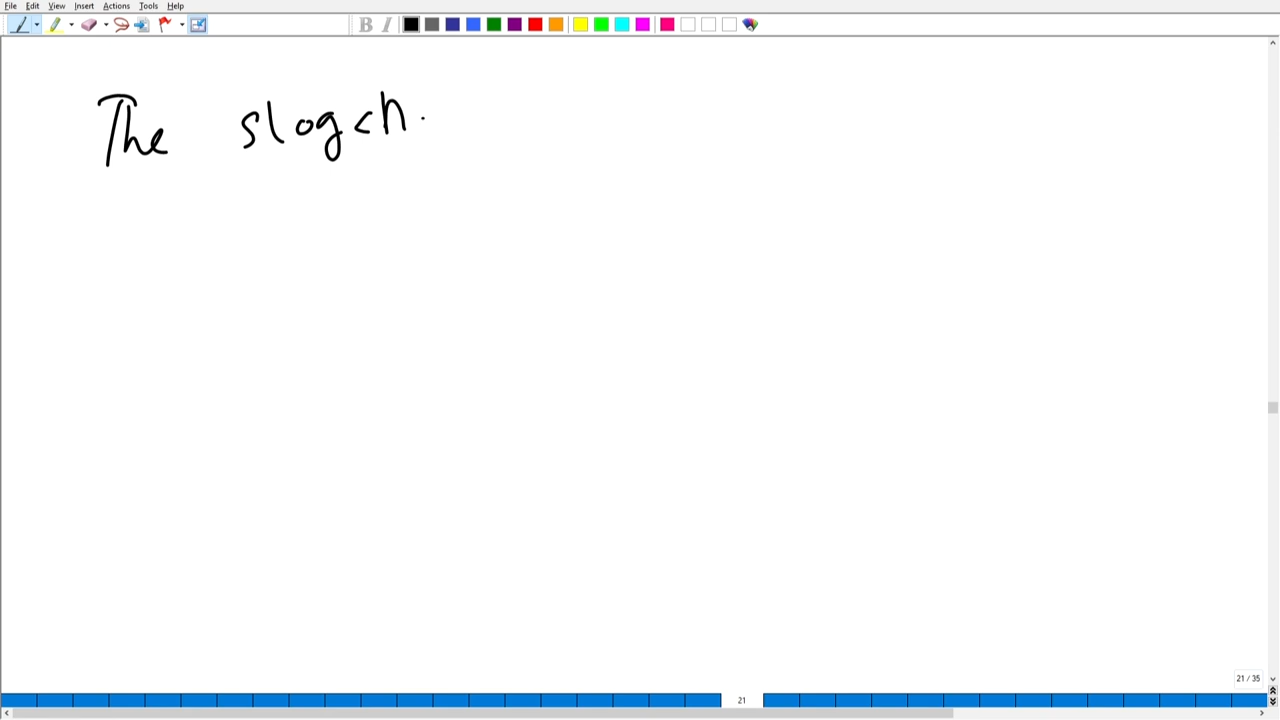 File Edit View Insert Actions Tools Help
B I
The slogch.
21 / 35
21